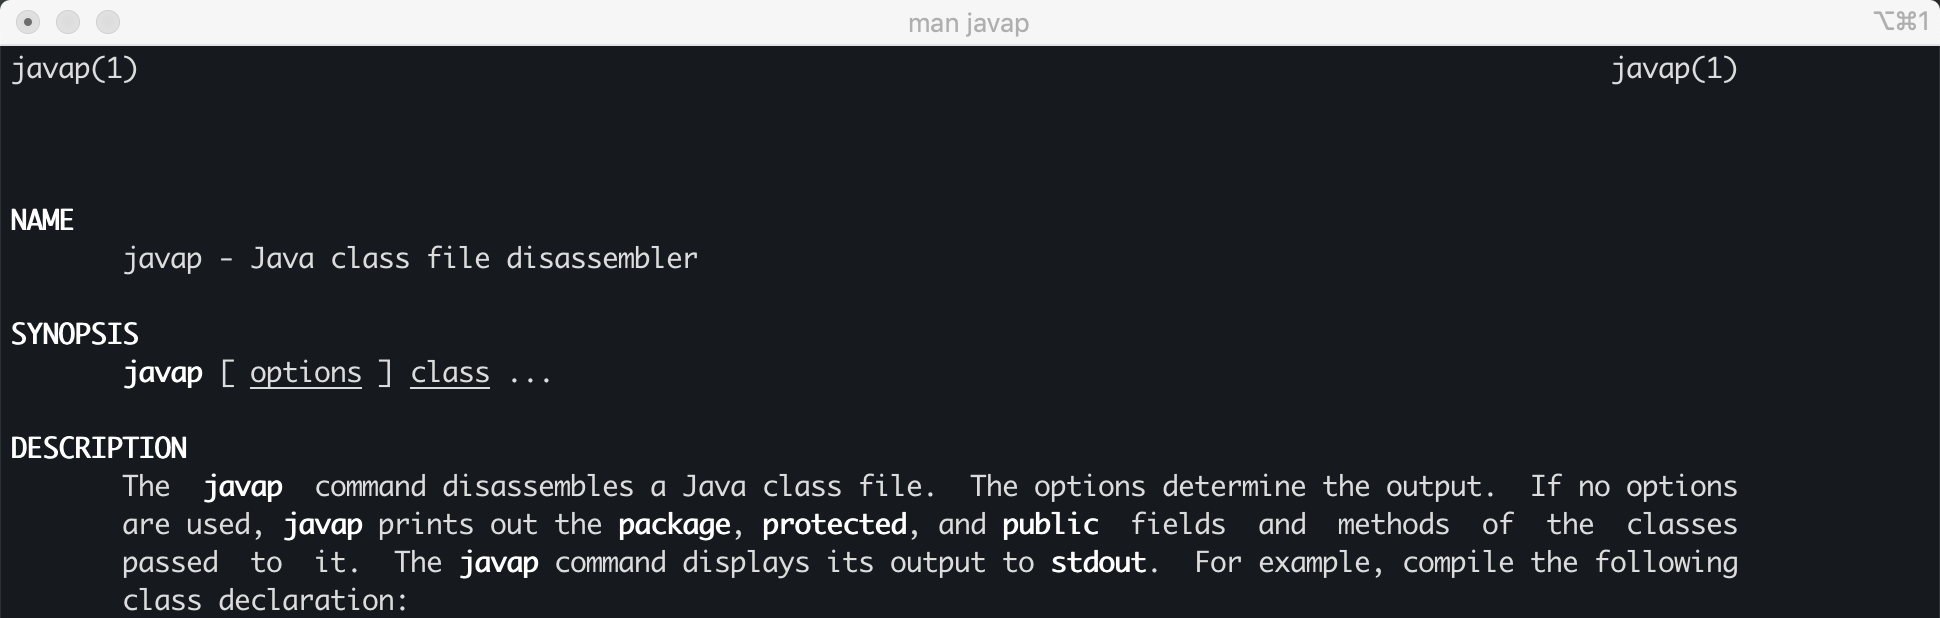 man javap
⌥⌘1
javap(1) javap(1)
NAME
javap - Java class file disassembler
SYNOPSIS
javap [ options ] class ...
DESCRIPTION
The javap command disassembles a Java class file. The options determine the output. If no options
are used, javap prints out the package, protected, and public fields and methods of the classes
passed to it. The javap command displays its output to stdout. For example, compile the following
class declaration: